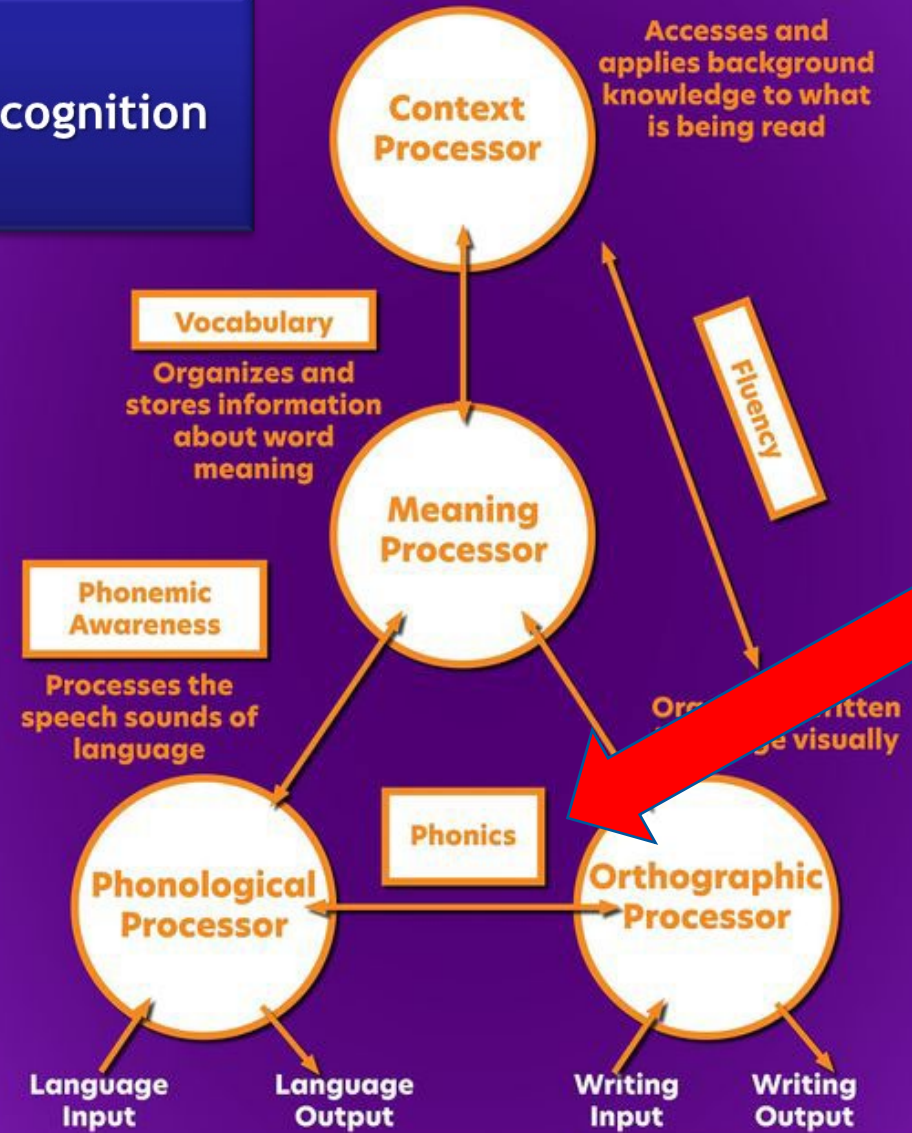 cognition
Context
Processor
Accesses and
applies background
knowledge to what
is being read
Vocabulary
Organizes and
stores information
about word
meaning
Fluency
Meaning
Processor
Phonemic
Awareness
Processes the
speech sounds of
language
visually
Phonics
Phonological
Processor
Orthographic
Processor
Language
Input
Language
Output
Writing
Input
Writing
Output